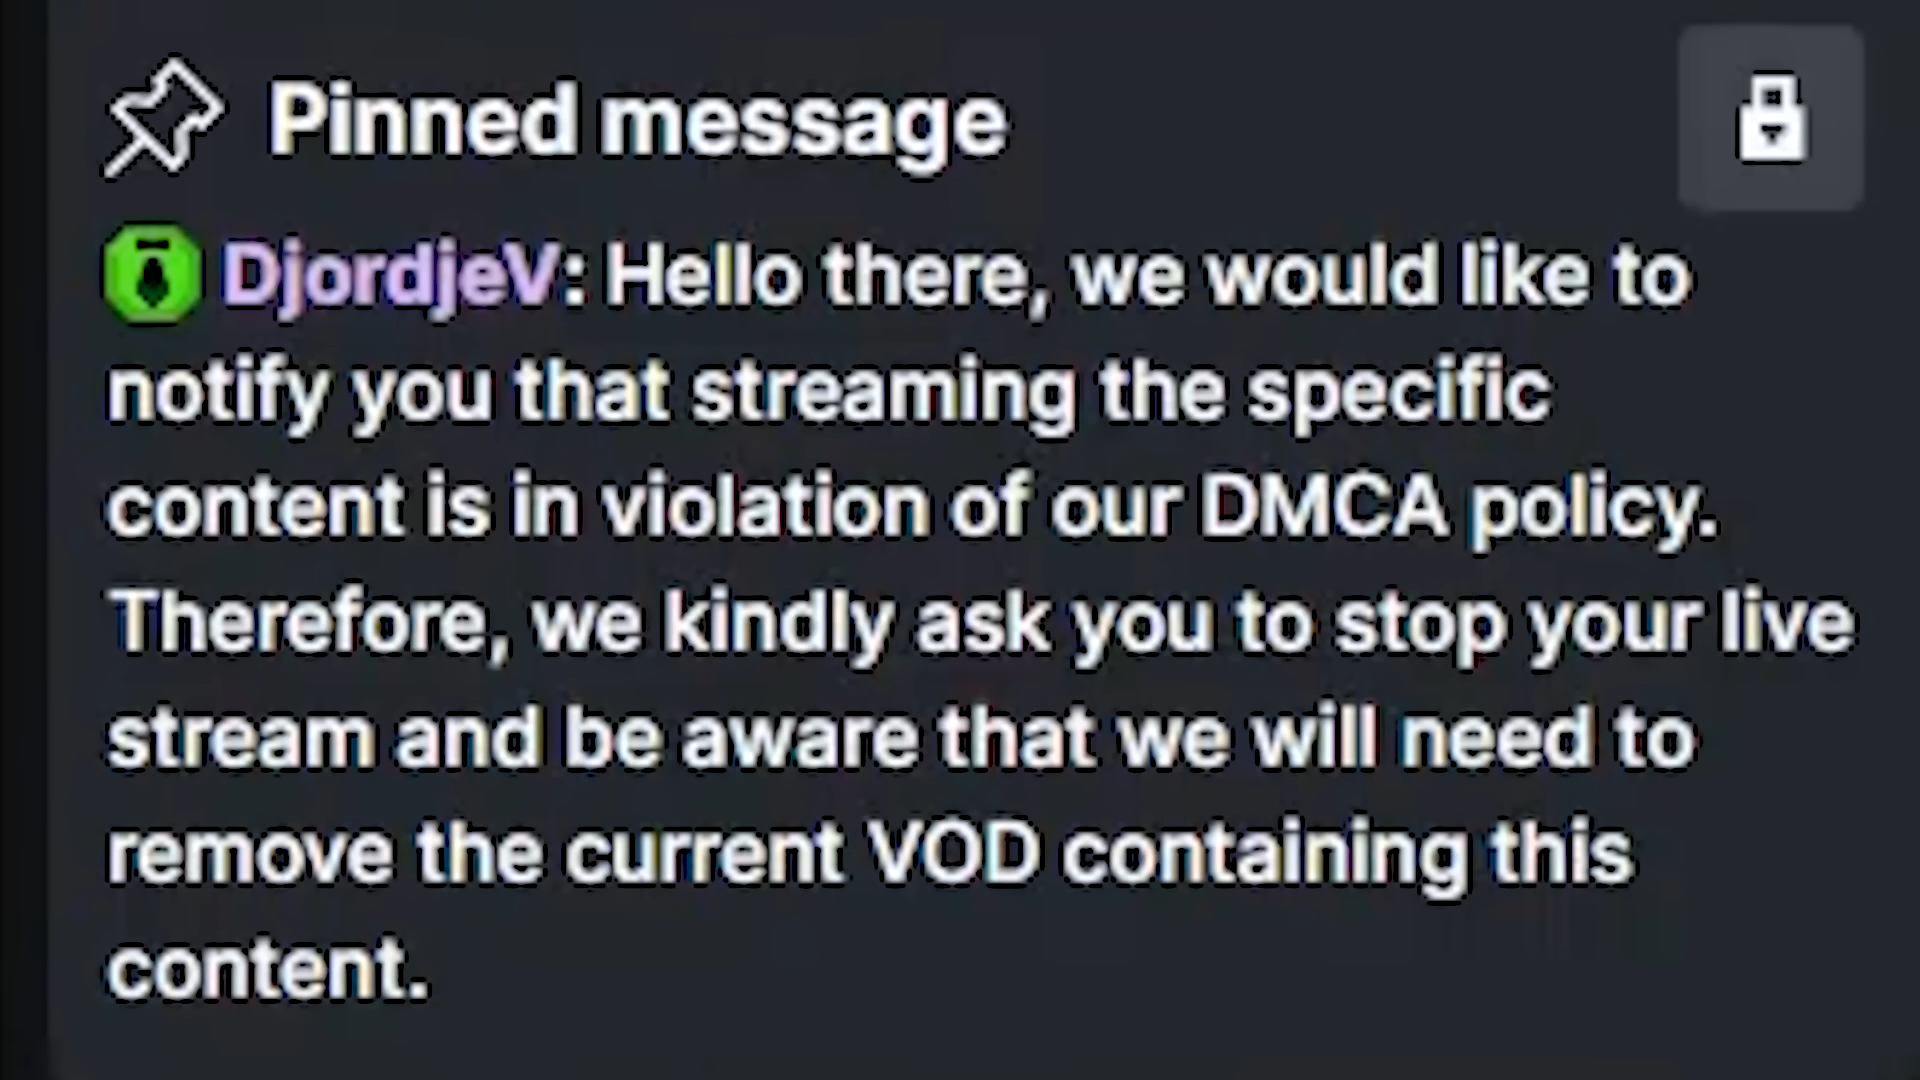 Pinned message
DjordjeV: Hello there, we would like to
notify you that streaming the specific
content is in violation of our DMCA policy.
Therefore, we kindly ask you to stop your live
stream and be aware that we will need to
remove the current VOD containing this
content.